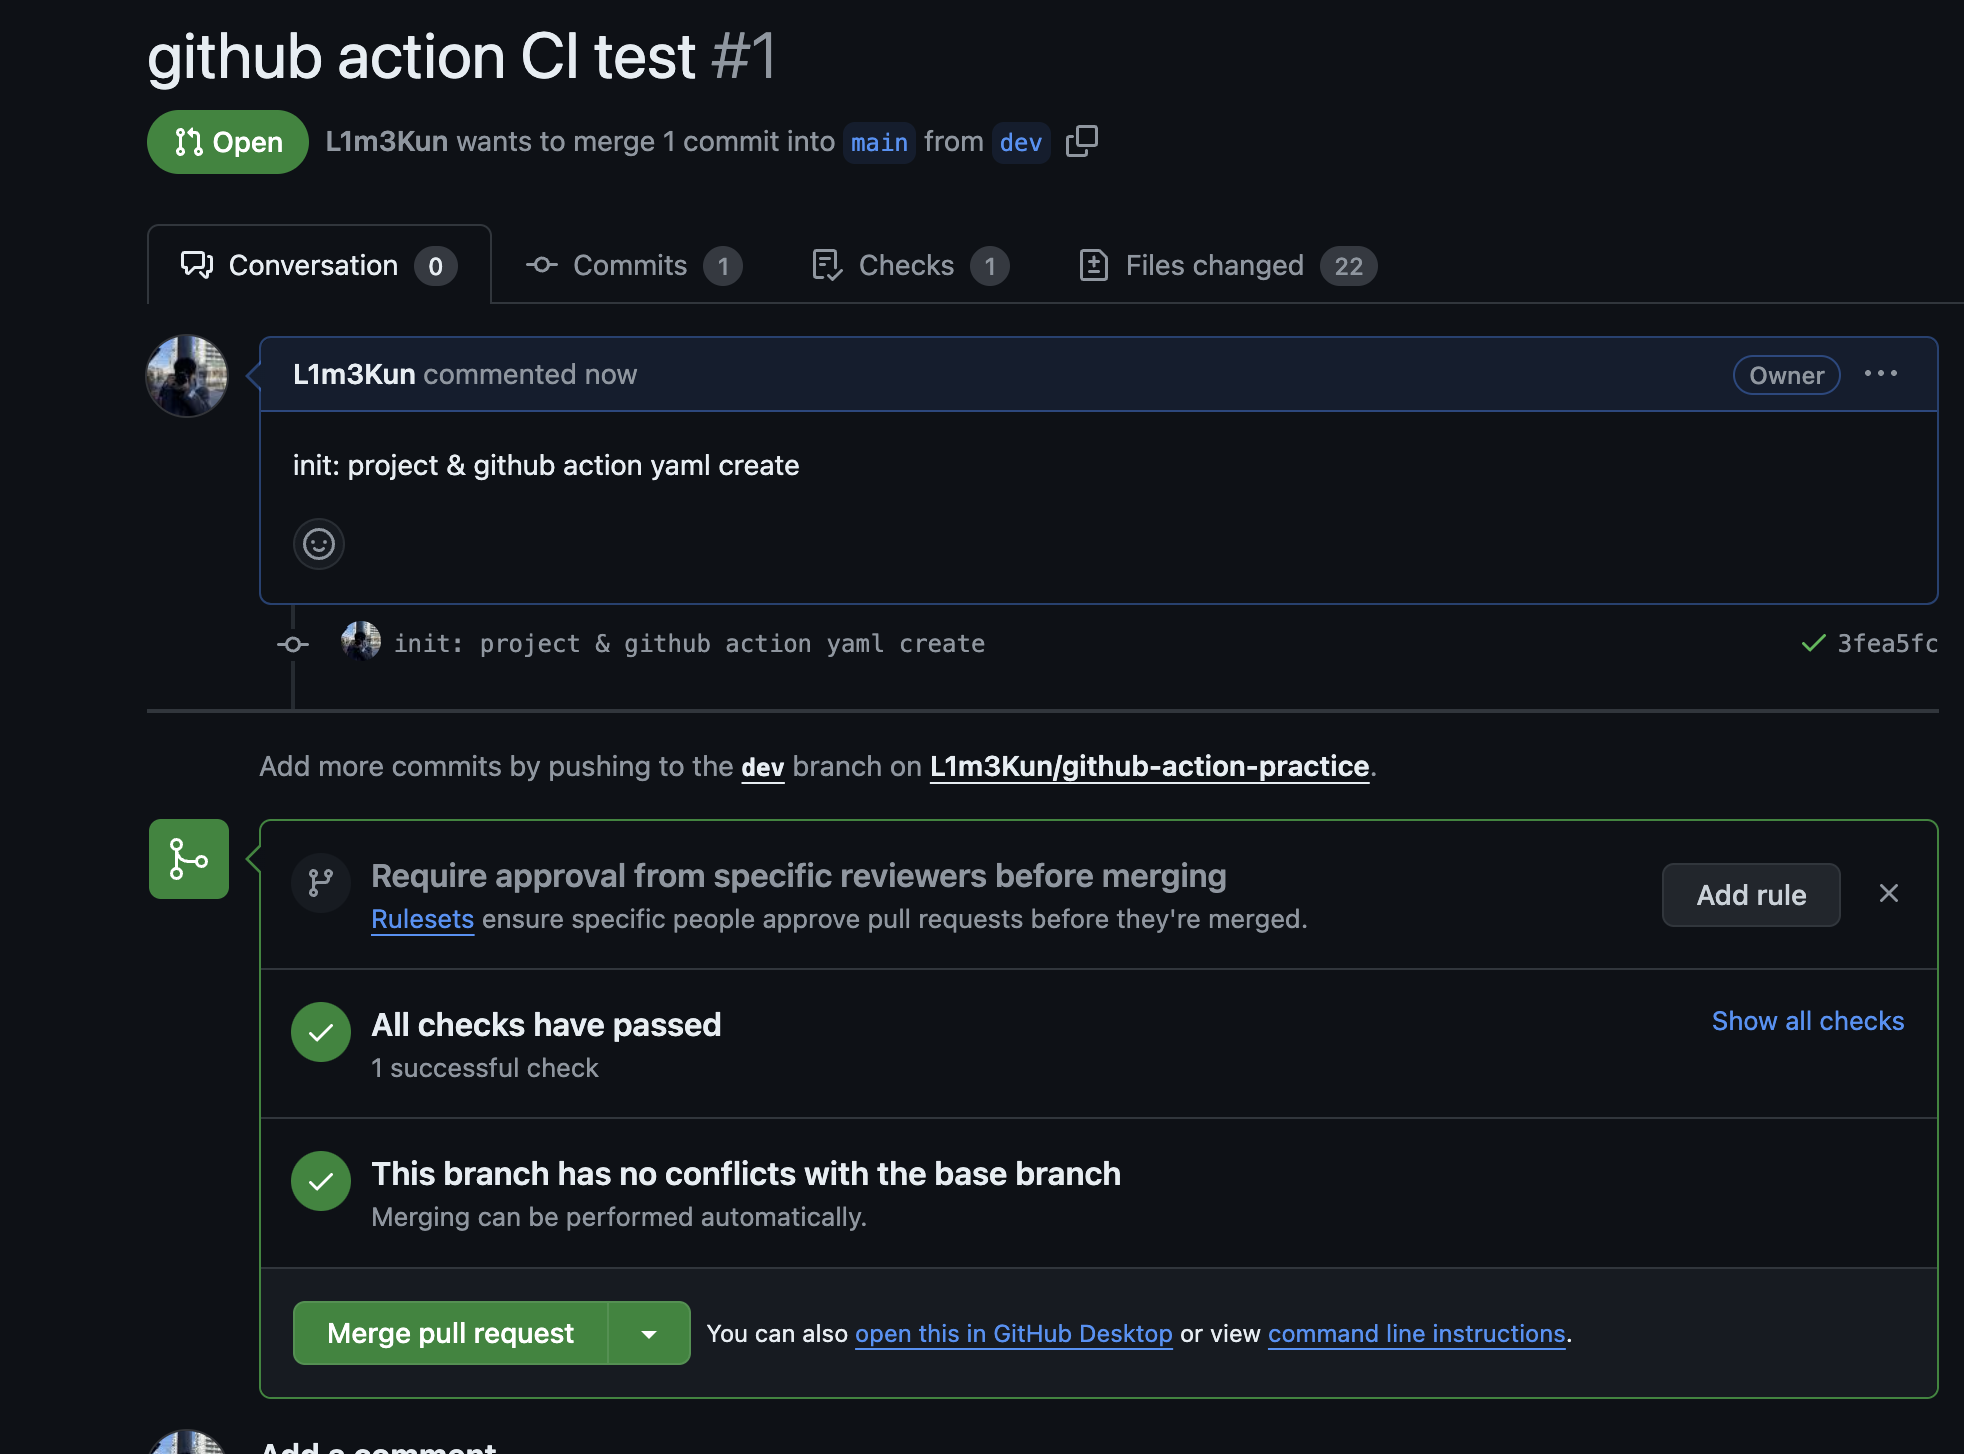 github action CI test #1
Open L1m3Kun wants to merge 1 commit into main from dev
Conversation 0 Commits 1 Checks 1 Files changed 22
L1m3Kun commented now Owner
init: project & github action yaml create
init: project & github action yaml create 3fea5fc
Add more commits by pushing to the dev branch on L1m3Kun/github-action-practice.
Require approval from specific reviewers before merging
Rulesets ensure specific people approve pull requests before they're merged.
Add rule
All checks have passed
1 successful check
Show all checks
This branch has no conflicts with the base branch
Merging can be performed automatically.
Merge pull request You can also open this in GitHub Desktop or view command line instructions.
Add a comment